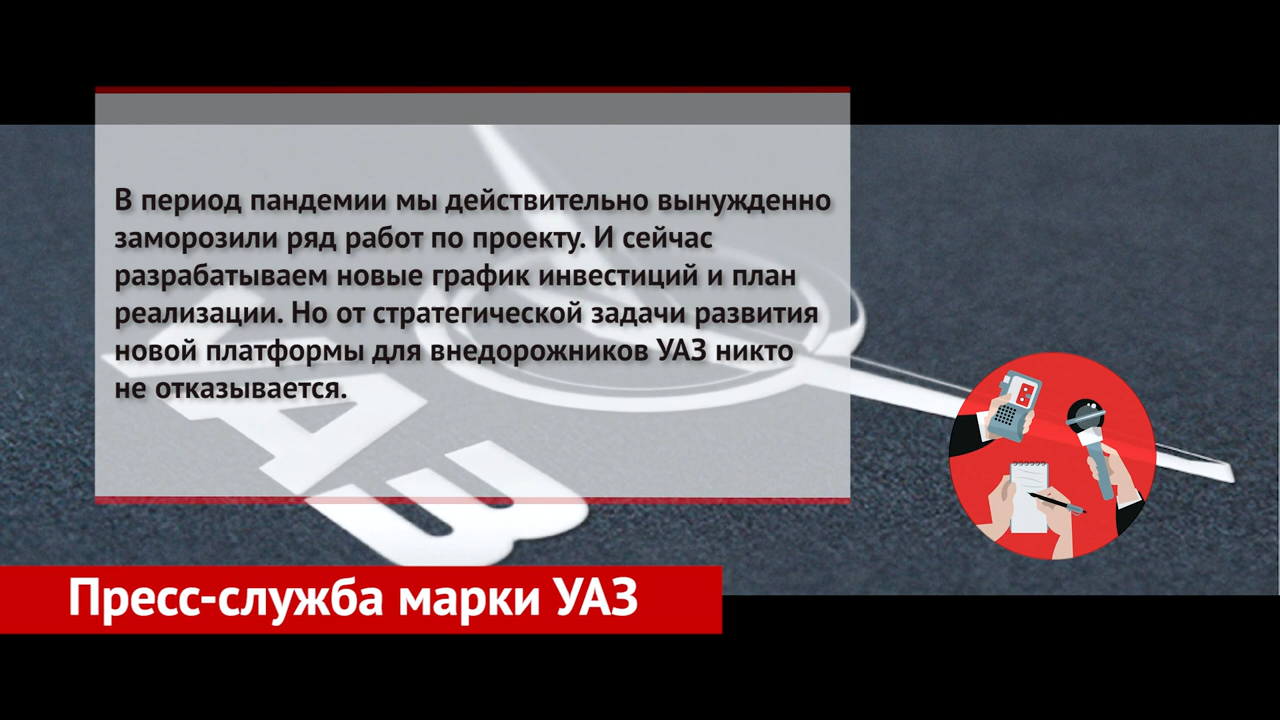 В период пандемии мы действительно вынужденно
заморозили ряд работ по проекту. И сейчас
разрабатываем новые график инвестиций и план
реализации. Но от стратегической задачи развития
новой платформы для внедорожников УАЗ никто
не отказывается.
УАЗ
Пресс-служба марки УАЗ